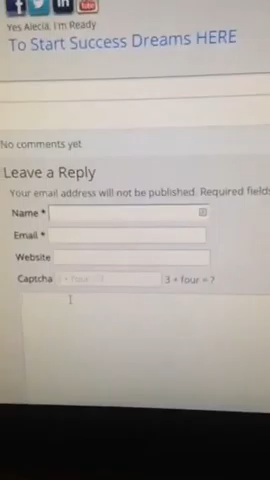 Yes Alecia, I'm Ready
To Start Success Dreams HERE
No comments yet
Leave a Reply
Your email address will not be published. Required fields
Name *
Email *
Website
Captcha 3 + four = ?